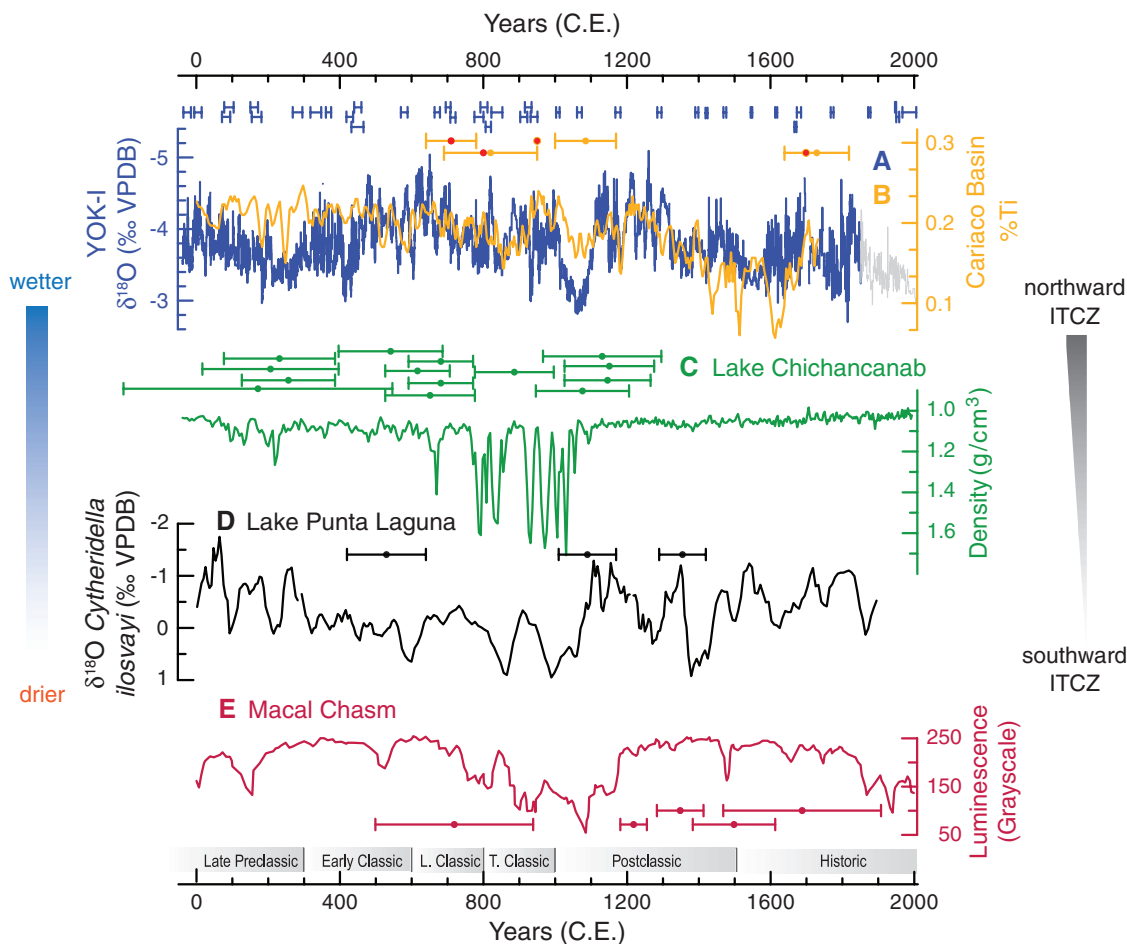 Years (C.E.)
0 400 800 1200 1600 2000
-5
-4
-3
YOK-I
δ¹⁸O (‰ VPDB)
A
B
0.3
0.2
0.1
Cariaco Basin
%Ti
wetter
drier
northward
ITCZ
southward
ITCZ
C Lake Chichancanab
1.0
1.2
1.4
1.6
Density (g/cm³)
D Lake Punta Laguna
-2
-1
0
1
δ¹⁸O Cytheridella
ilosvayi (‰ VPDB)
E Macal Chasm
250
150
50
Luminescence
(Grayscale)
Late Preclassic Early Classic L. Classic T. Classic Postclassic Historic
0 400 800 1200 1600 2000
Years (C.E.)